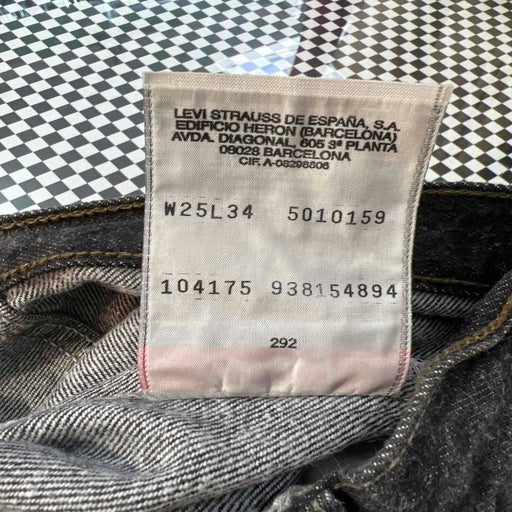 LEVI STRAUSS DE ESPAÑA, S.A.
EDIFICIO HERON (BARCELONA)
AVDA. DIAGONAL, 605 3ª PLANTA
08028 BARCELONA
CIF. A-08298506
W25L34 5010159
104175 938154894
292